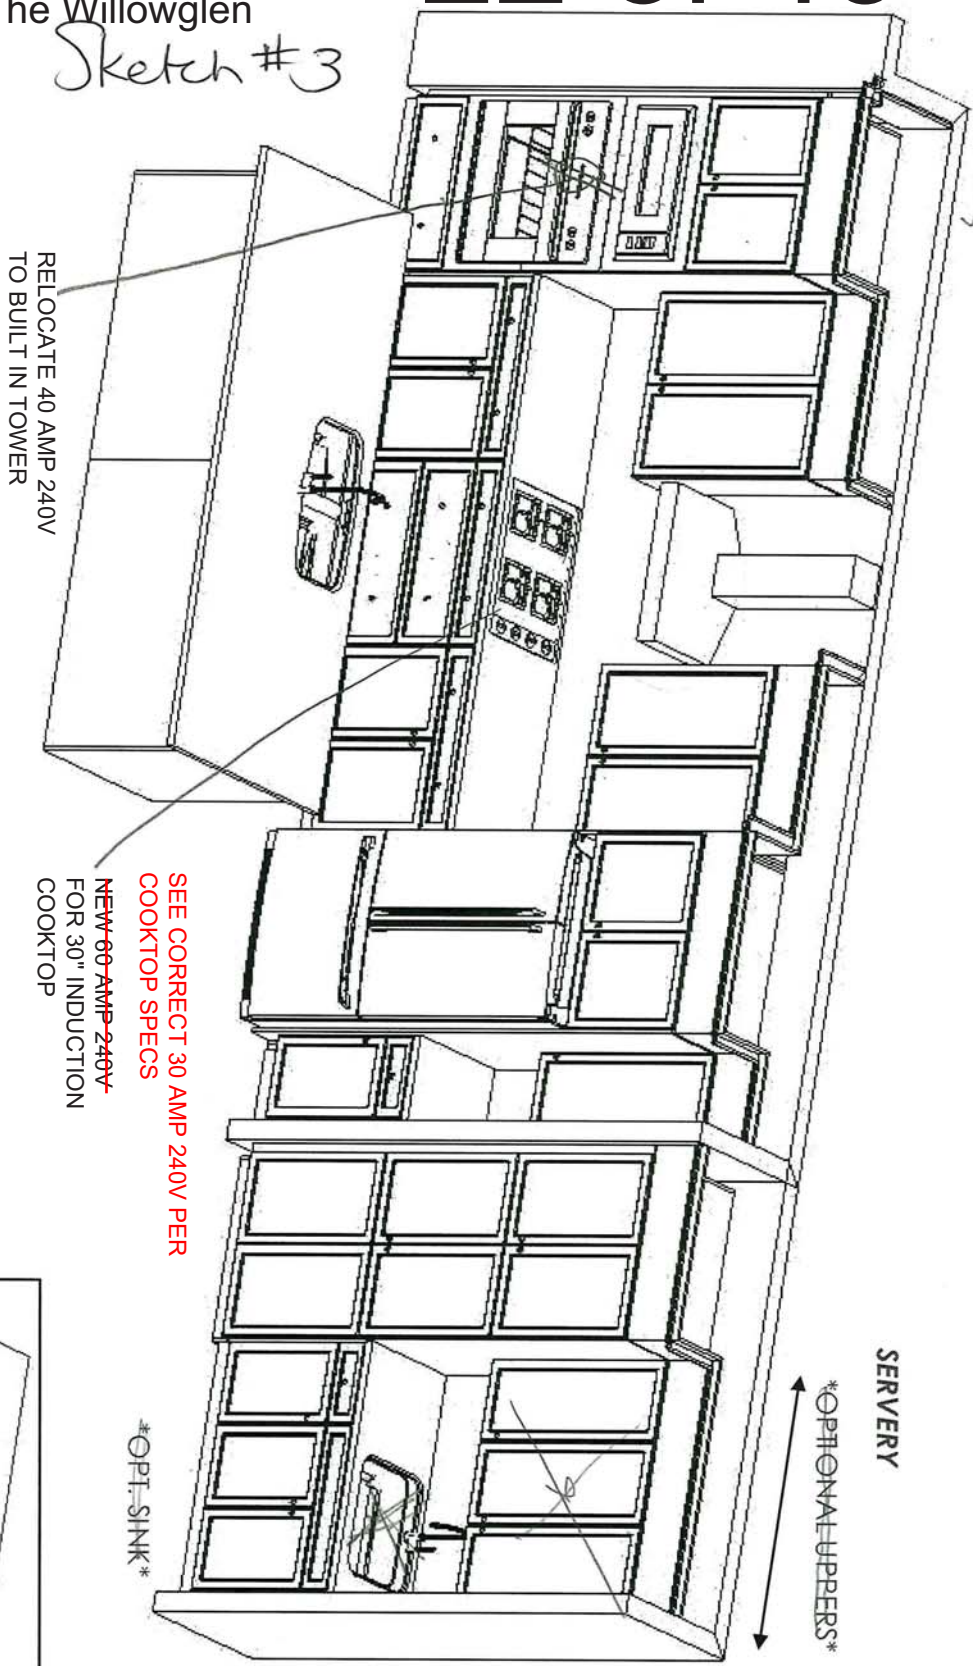 he Willowglen
Sketch #3
RELOCATE 40 AMP 240V
TO BUILT IN TOWER
SEE CORRECT 30 AMP 240V PER
COOKTOP SPECS
NEW 60 AMP 240V
FOR 30" INDUCTION
COOKTOP
SERVERY
*OPTIONAL UPPERS*
*OPT. SINK*